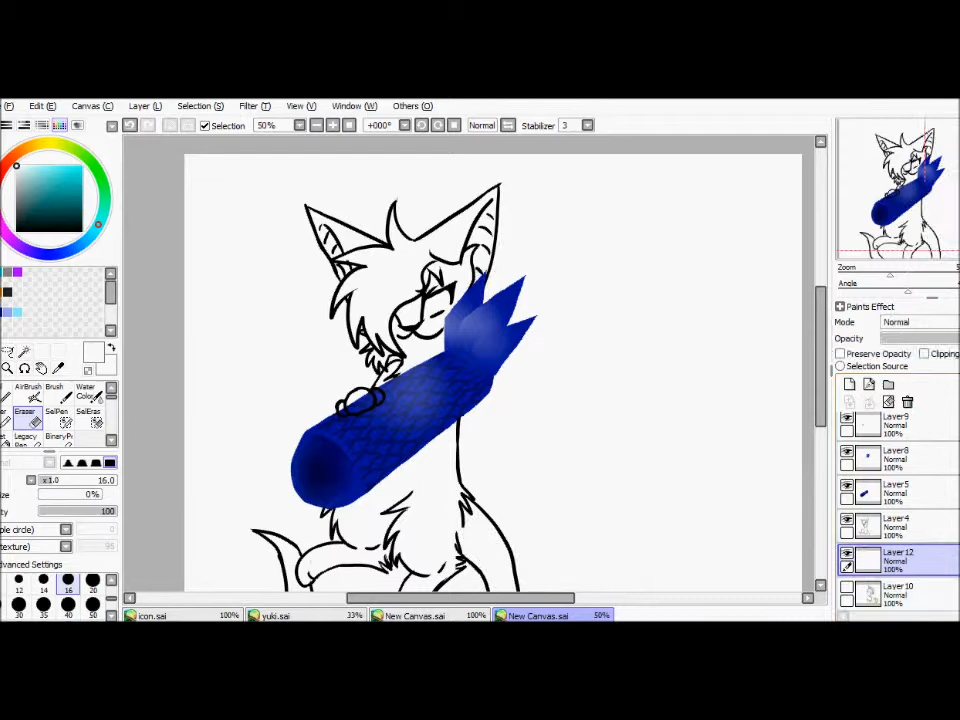 (F) Edit (E) Canvas (C) Layer (L) Selection (S) Filter (T) View (V) Window (W) Others (O)
Selection 50% +000° Normal Stabilizer 3
Zoom
Angle
Paints Effect
Mode Normal
Opacity
Preserve Opacity Clipping
Selection Source
AirBrush Brush Water Color
Eraser SelPen SelEras
Legacy Pen BinaryP
x1.0 16.0
0%
100
Advanced Settings
12 14 16 20
30 35 40 50
Layer9
Normal
100%
Layer8
Normal
100%
Layer5
Normal
100%
Layer4
Normal
100%
Layer12
Normal
100%
Layer10
Normal
100%
icon.sai 100% yuki.sai 33% New Canvas.sai 100% New Canvas.sai 50%